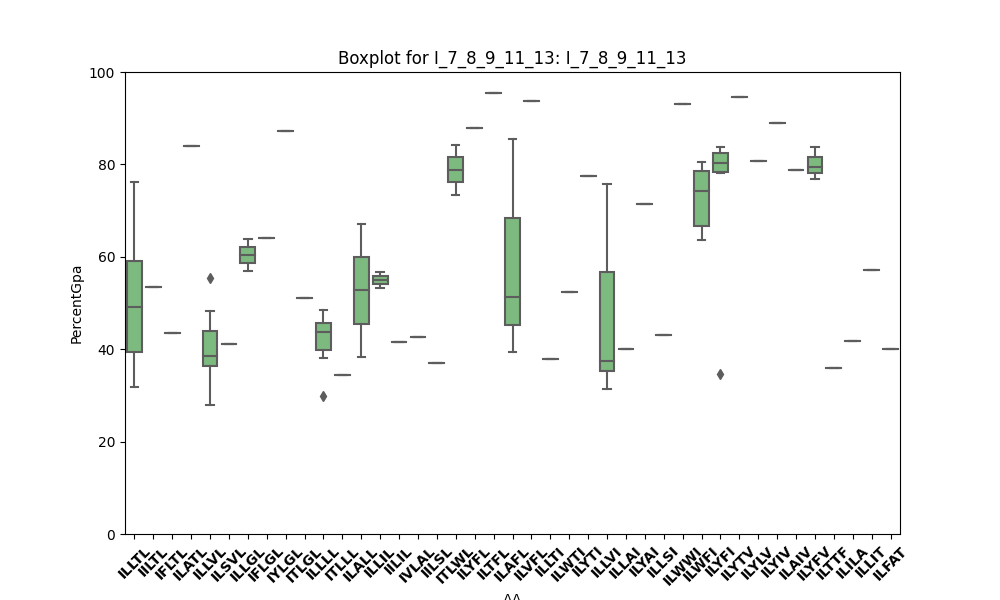 Boxplot for I_7_8_9_11_13: I_7_8_9_11_13
100
80
60
40
20
0
PercentGpa
ILLTL
IILTL
IFLTL
ILATL
ILLVL
ILSVL
ILLGL
IFLGL
IYLGL
ITLGL
ILLLL
ITLLL
ILALL
ILLIL
IILIL
IVLAL
IILSL
ITLWL
ILYFL
ILTFL
ILAFL
ILVFL
ILLTI
ILWTI
ILYTI
ILLVI
ILLAI
ILYAI
ILLSI
ILWWI
ILWFI
ILYFI
ILYTV
ILYLV
ILYIV
ILAIV
ILYFV
ILTTF
ILILA
ILLIT
ILFAT
AA